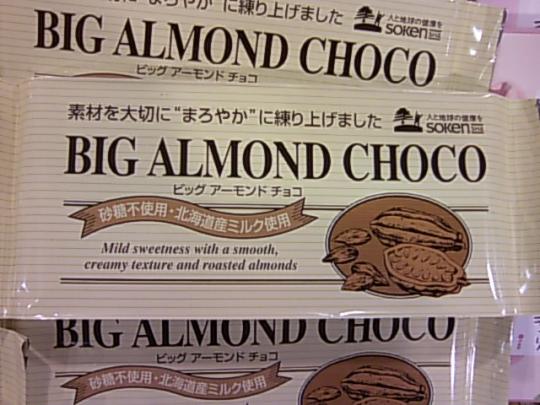 に練り上げました
人と地球の健康を
SOKEN
BIG ALMOND CHOCO
ビッグ アーモンド チョコ
素材を大切に“まろやか”に練り上げました
人と地球の健康を
SOKEN
BIG ALMOND CHOCO
ビッグ アーモンド チョコ
砂糖不使用・北海道産ミルク使用
Mild sweetness with a smooth,
creamy texture and roasted almonds
BIG ALMOND CHOCO
ビッグ アーモンド チョコ
砂糖不使用・北海道産ミルク使用